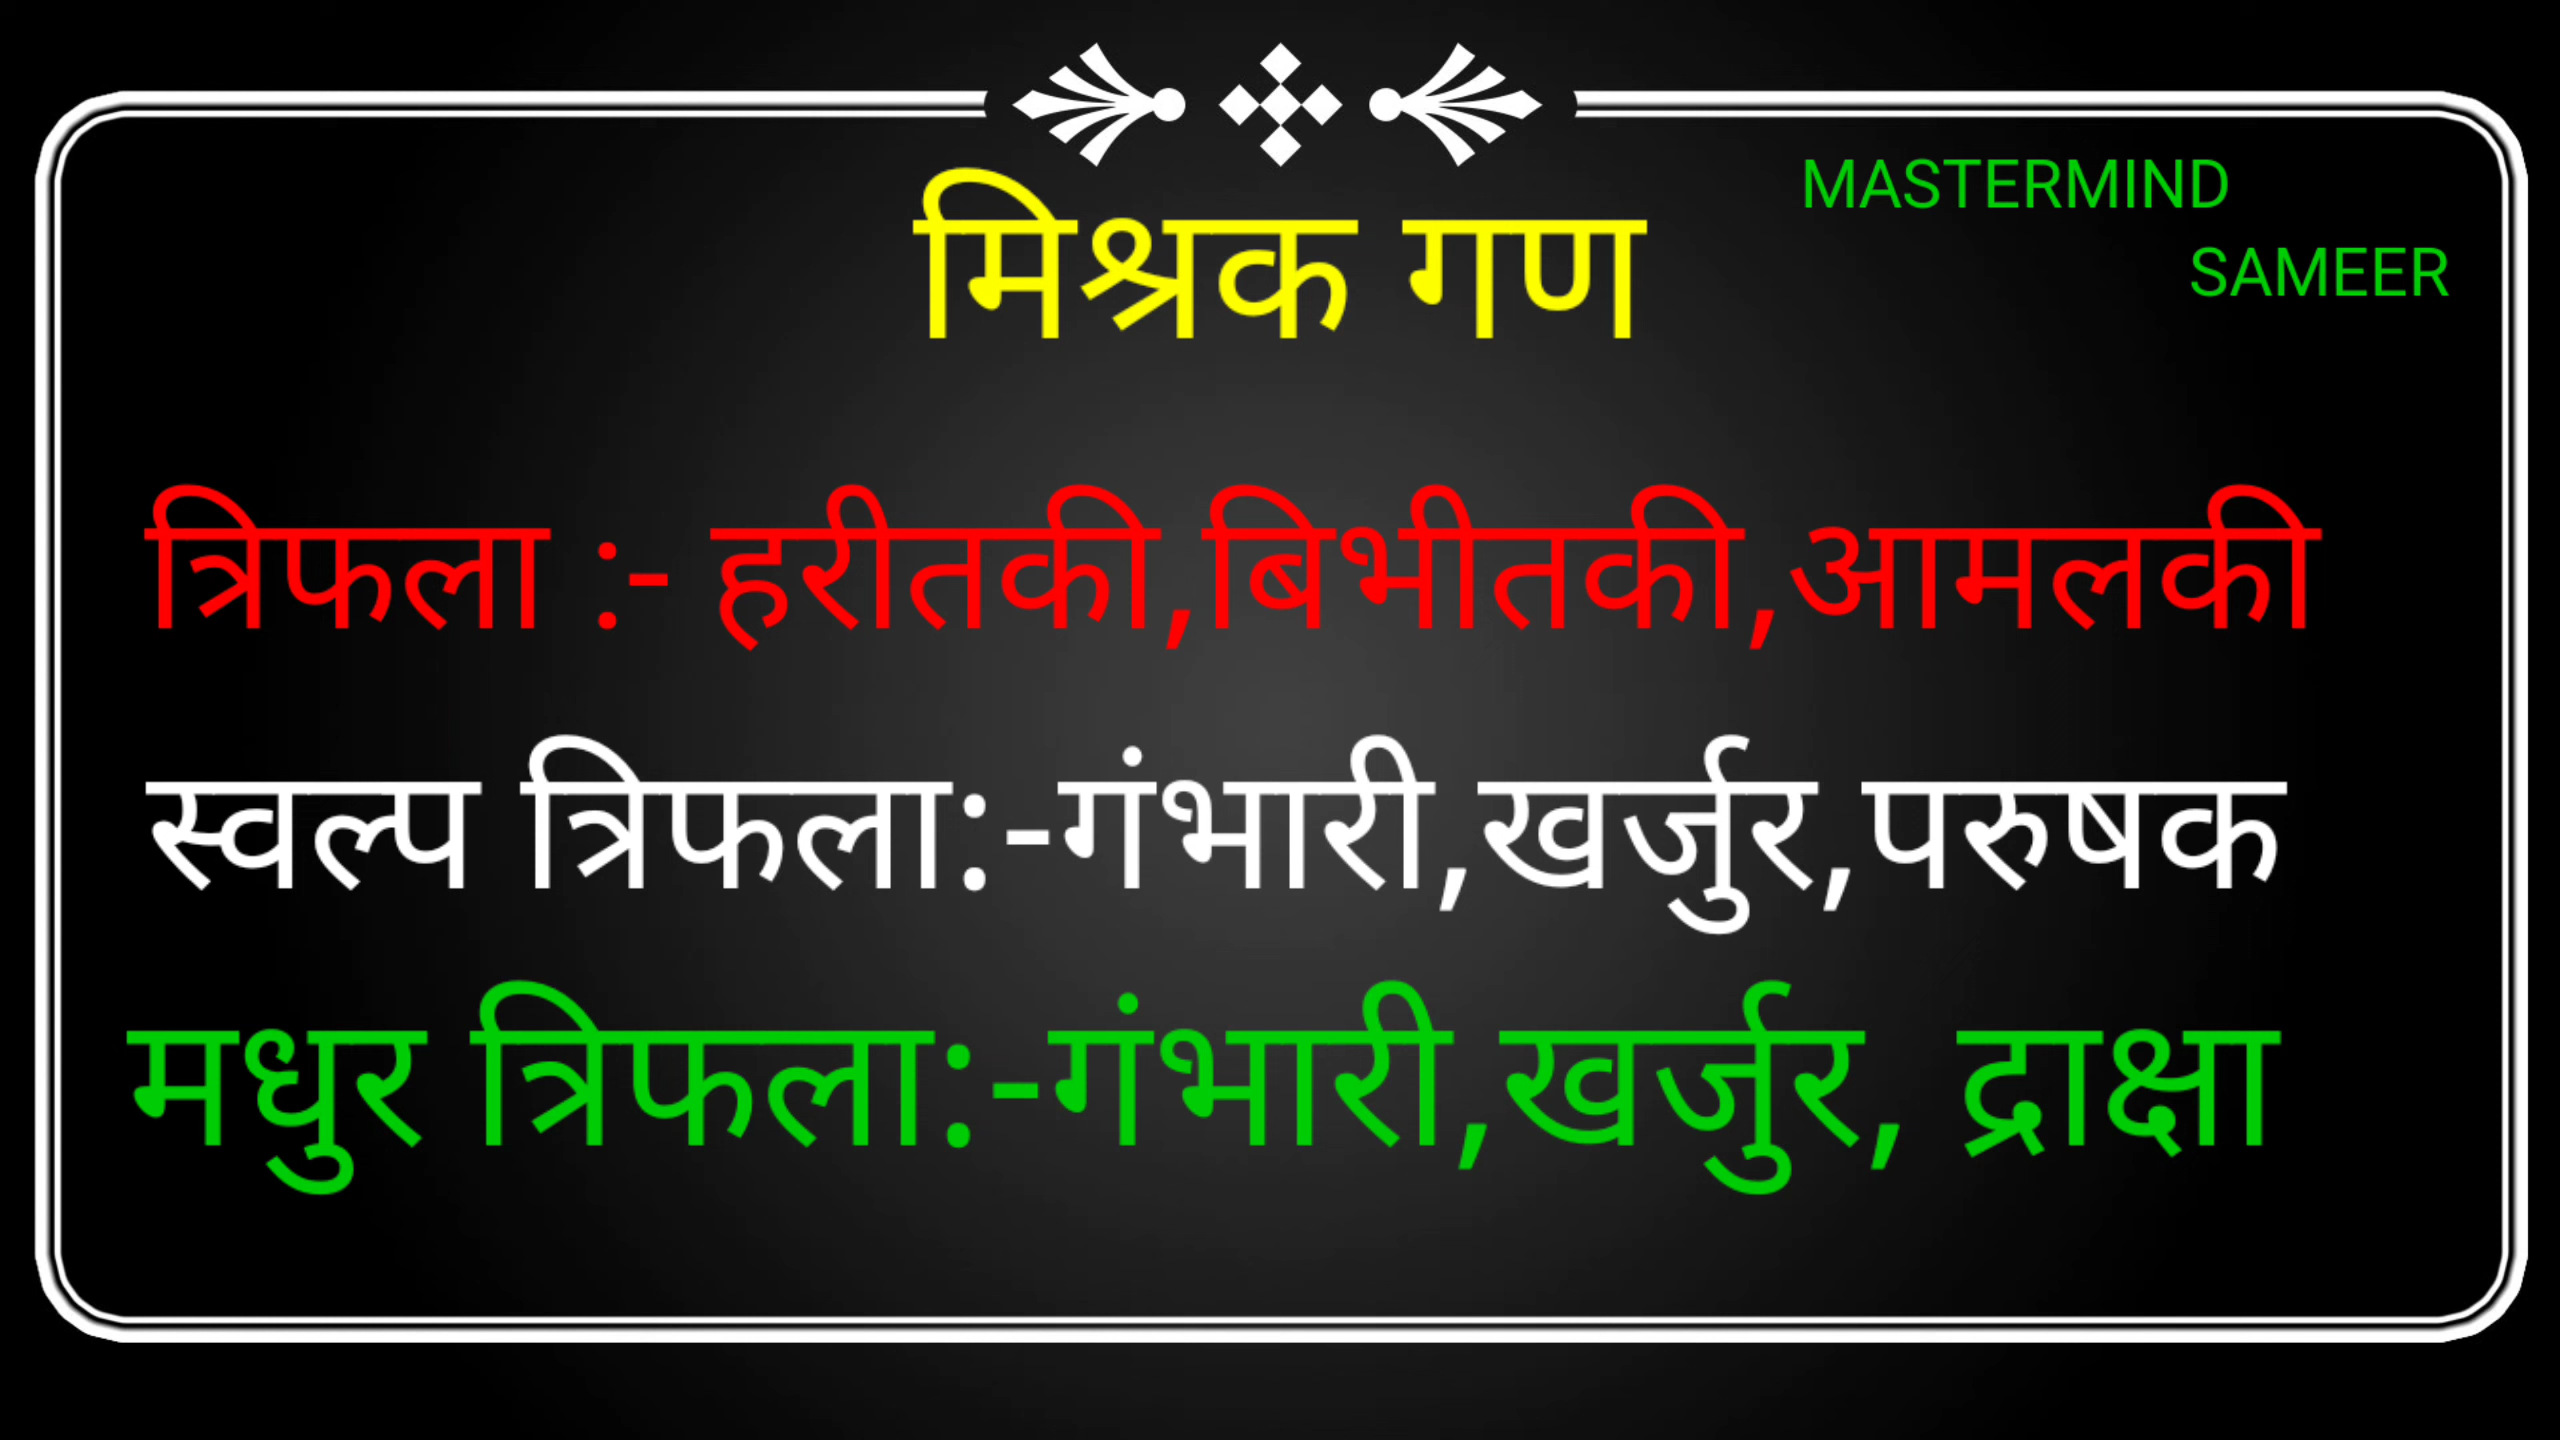 MASTERMIND
SAMEER
मिश्रक गण
त्रिफला :- हरीतकी,बिभीतकी,आमलकी
स्वल्प त्रिफला:-गंभारी,खर्जुर,परुषक
मधुर त्रिफला:-गंभारी,खर्जुर, द्राक्षा